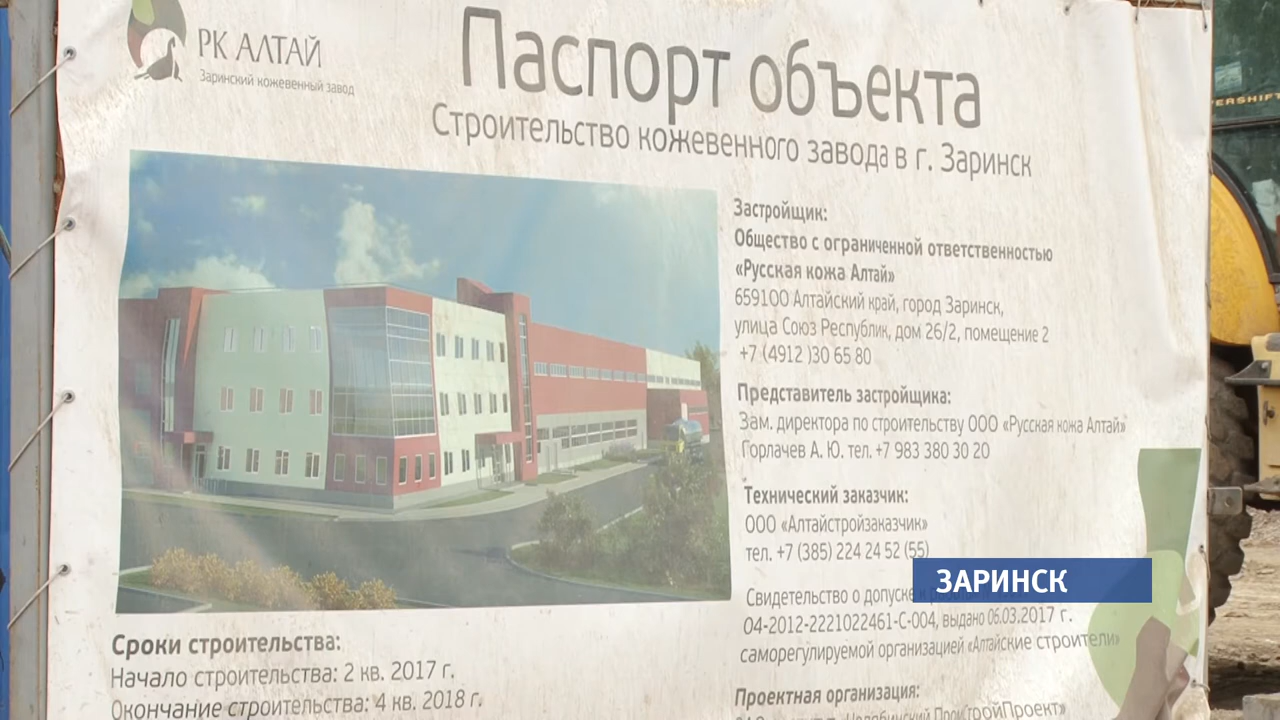 РК АЛТАЙ
Заринский кожевенный завод
Паспорт объекта
Строительство кожевенного завода в г. Заринск
Застройщик:
Общество с ограниченной ответственностью
«Русская кожа Алтай»
659100 Алтайский край, город Заринск,
улица Союз Республик, дом 26/2, помещение 2
+7 (4912 )30 65 80
Представитель застройщика:
Зам. директора по строительству ООО «Русская кожа Алтай»
Горлачев А. Ю. тел. +7 983 380 30 20
Технический заказчик:
ООО «Алтайстройзаказчик»
тел. +7 (385) 224 24 52 (55)
ЗАРИНСК
Свидетельство о допуске
04-2012-2221022461-С-004, выдано 06.03.2017 г.
саморегулируемой организацией «Алтайские строители»
Проектная организация:
Сроки строительства:
Начало строительства: 2 кв. 2017 г.
Окончание строительства: 4 кв. 2018 г.